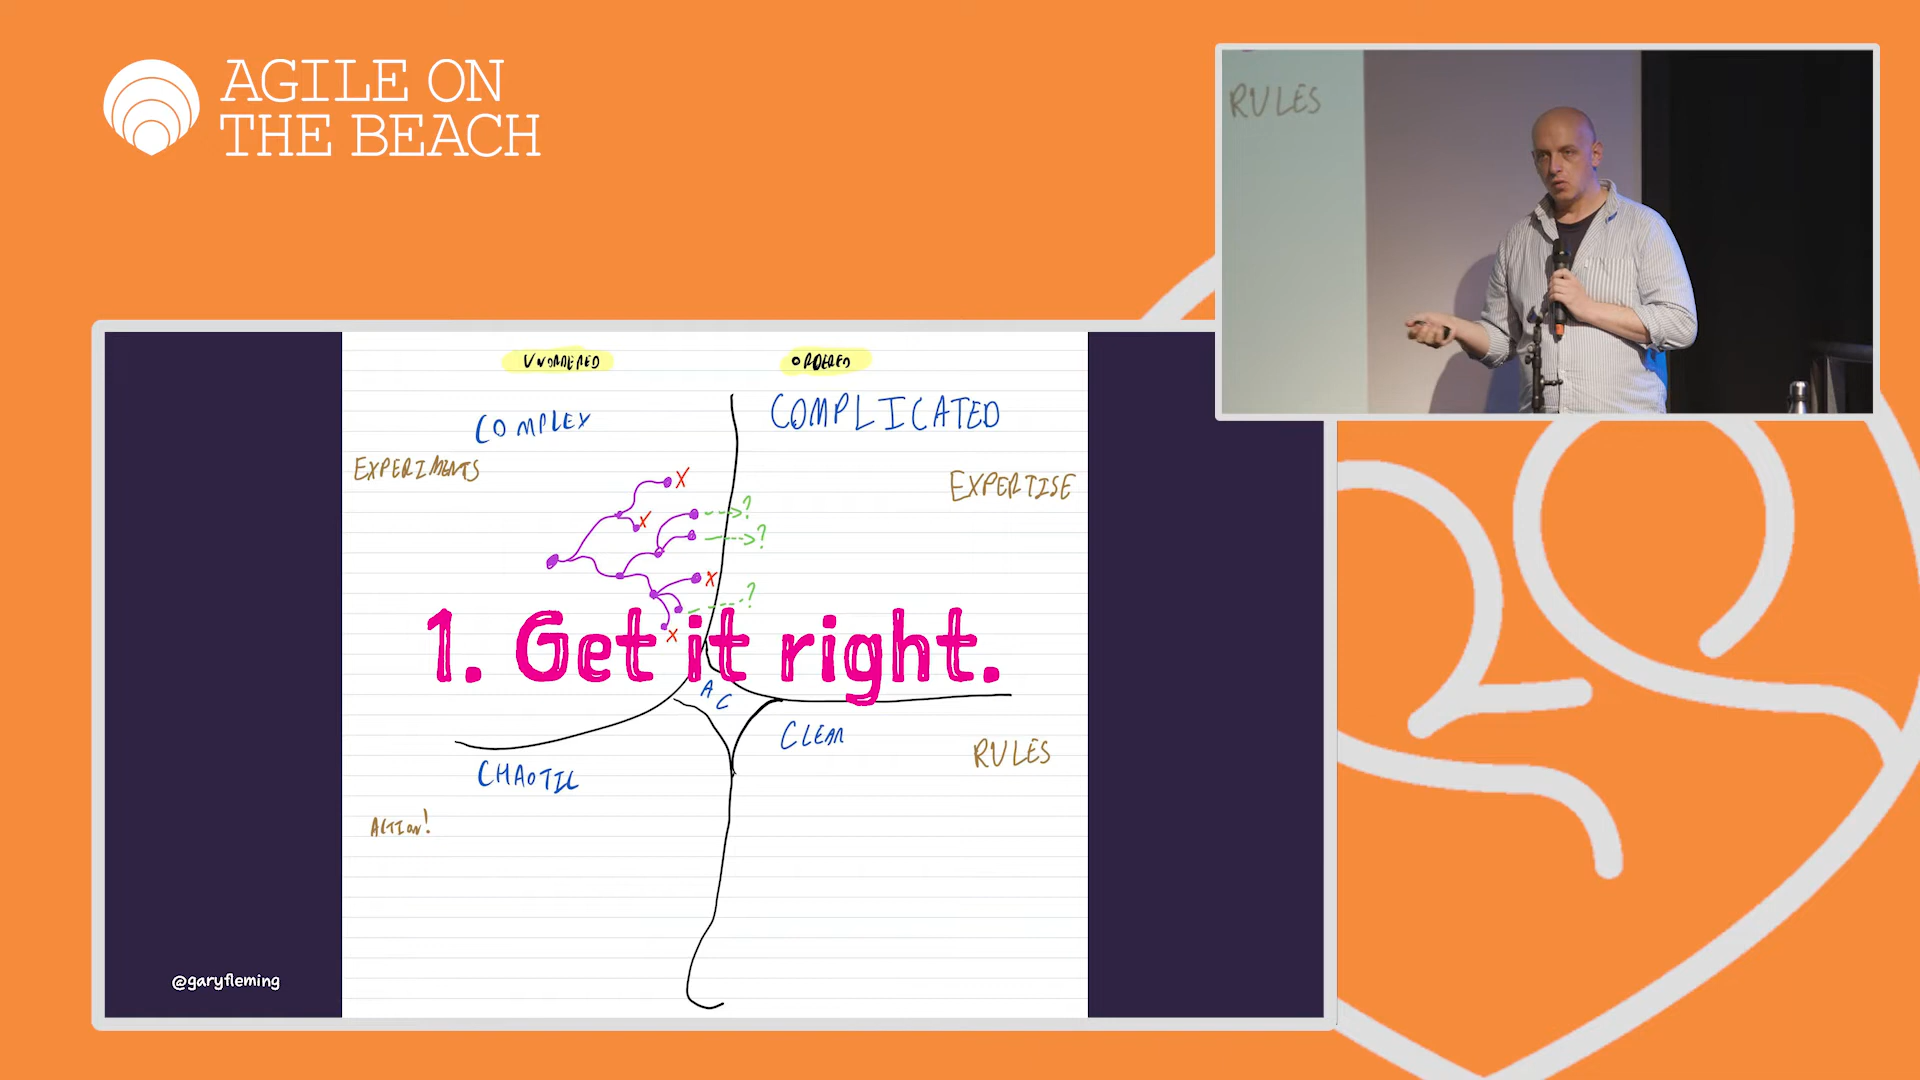 AGILE ON
THE BEACH
RULES
UNORDERED
ORDERED
COMPLEX
COMPLICATED
EXPERIMENTS
EXPERTISE
X
X
?
?
X
?
X
1. Get it right.
A
C
CLEAR
RULES
CHAOTIC
ACTION!
@garyfleming